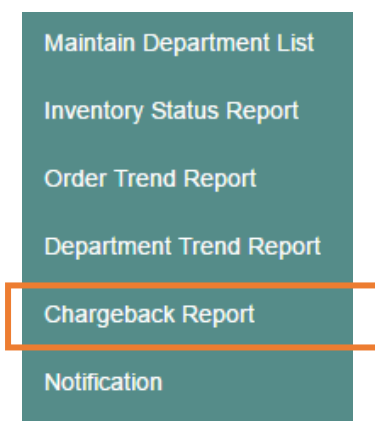 Maintain Department List
Inventory Status Report
Order Trend Report
Department Trend Report
Chargeback Report
Notification